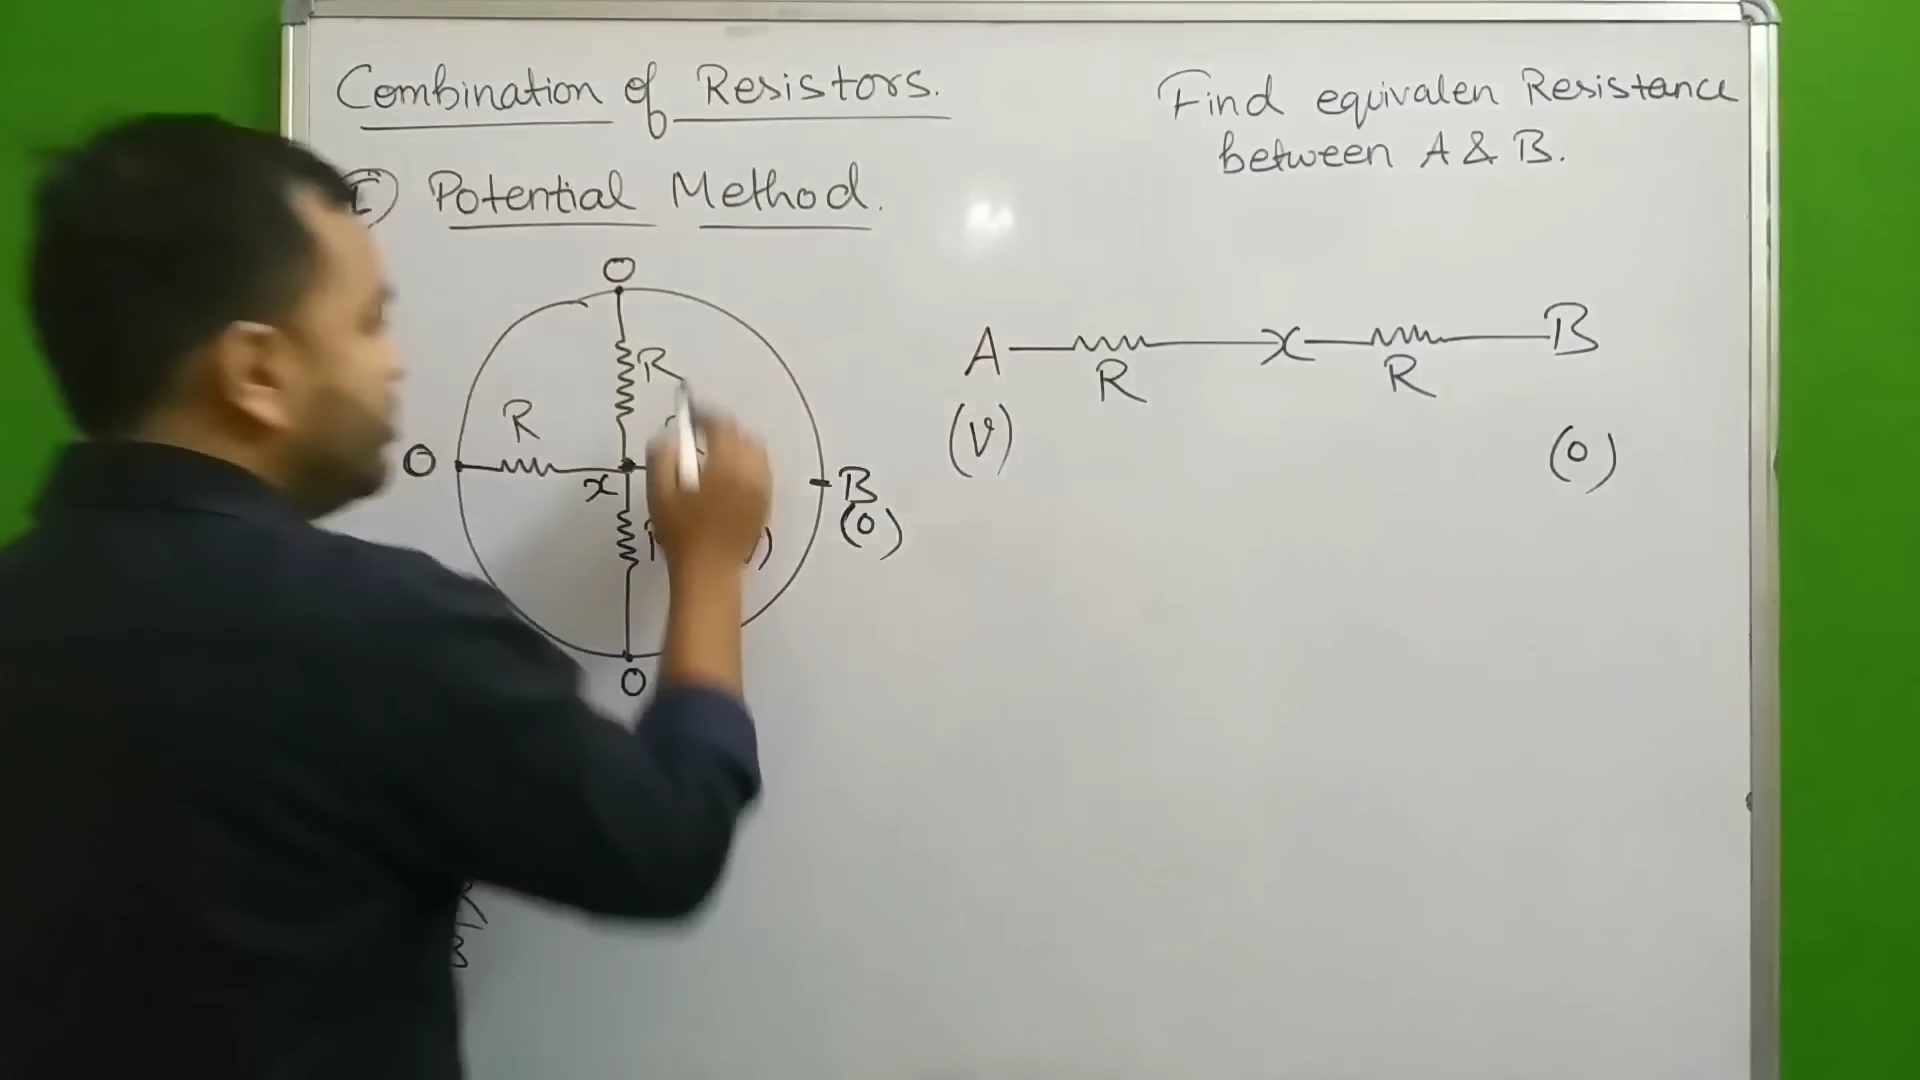 Combination of Resistors.
Find equivalen Resistance
between A & B.
Potential Method.
O
R
R
O
x
B
(0)
O
A
x
B
R
R
(V)
(0)